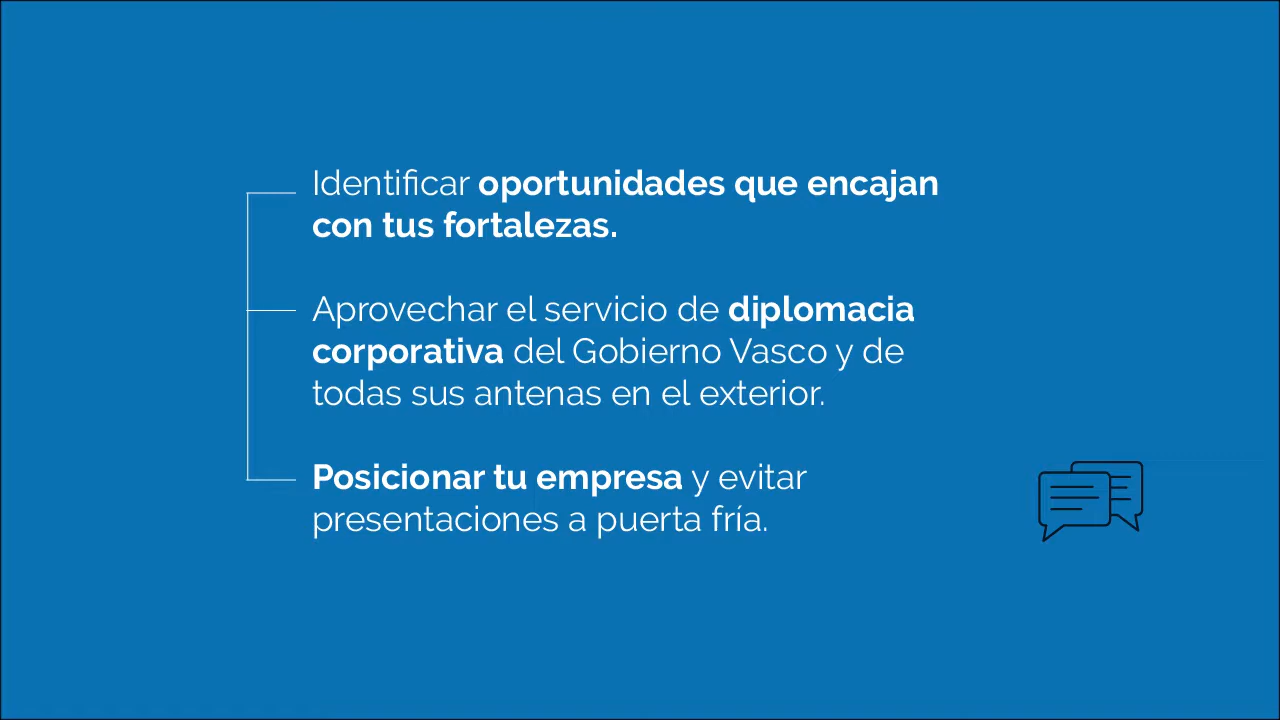 Identificar oportunidades que encajan
con tus fortalezas.
Aprovechar el servicio de diplomacia
corporativa del Gobierno Vasco y de
todas sus antenas en el exterior.
Posicionar tu empresa y evitar
presentaciones a puerta fría.